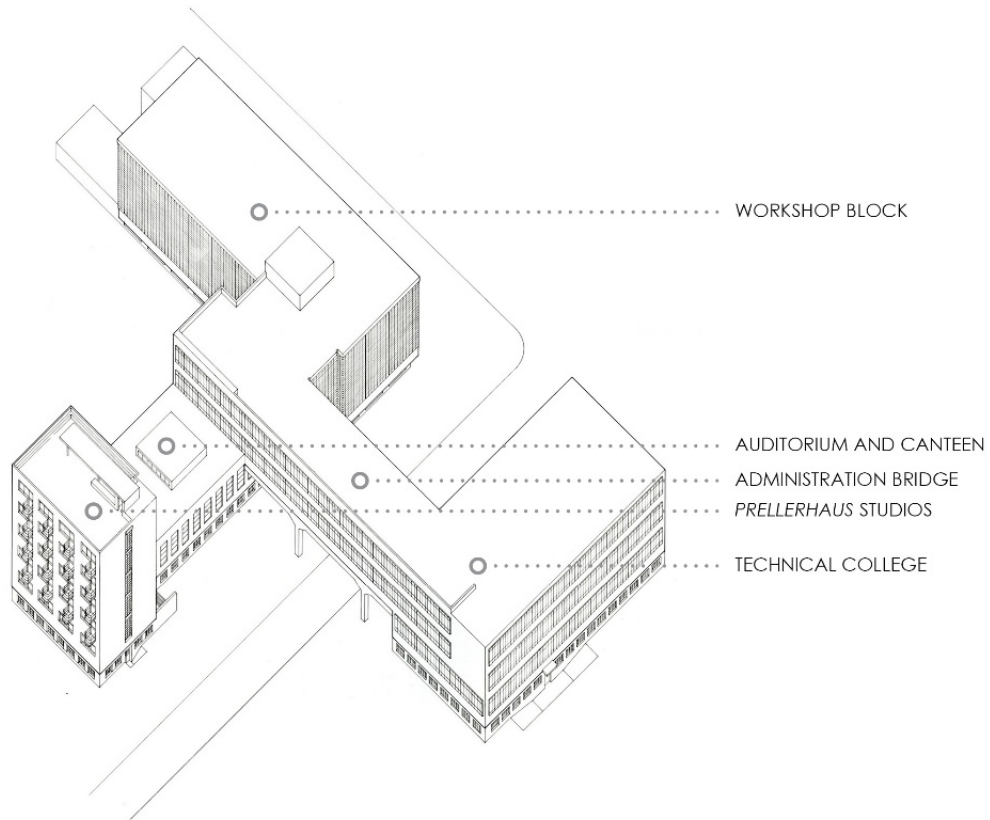 WORKSHOP BLOCK
AUDITORIUM AND CANTEEN
ADMINISTRATION BRIDGE
PRELLERHAUS STUDIOS
TECHNICAL COLLEGE